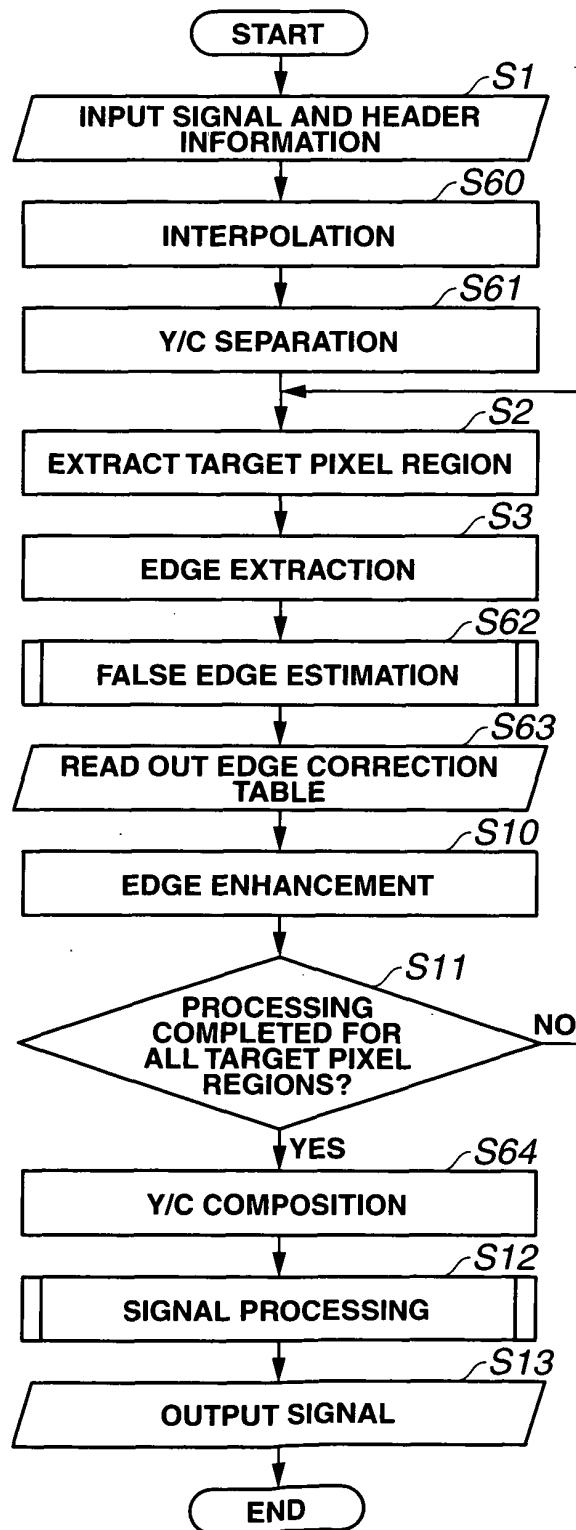 START
S1
INPUT SIGNAL AND HEADER
INFORMATION
S60
INTERPOLATION
S61
Y/C SEPARATION
S2
EXTRACT TARGET PIXEL REGION
S3
EDGE EXTRACTION
S62
FALSE EDGE ESTIMATION
S63
READ OUT EDGE CORRECTION
TABLE
S10
EDGE ENHANCEMENT
S11
PROCESSING
COMPLETED FOR
ALL TARGET PIXEL
REGIONS?
NO
YES
S64
Y/C COMPOSITION
S12
SIGNAL PROCESSING
S13
OUTPUT SIGNAL
END